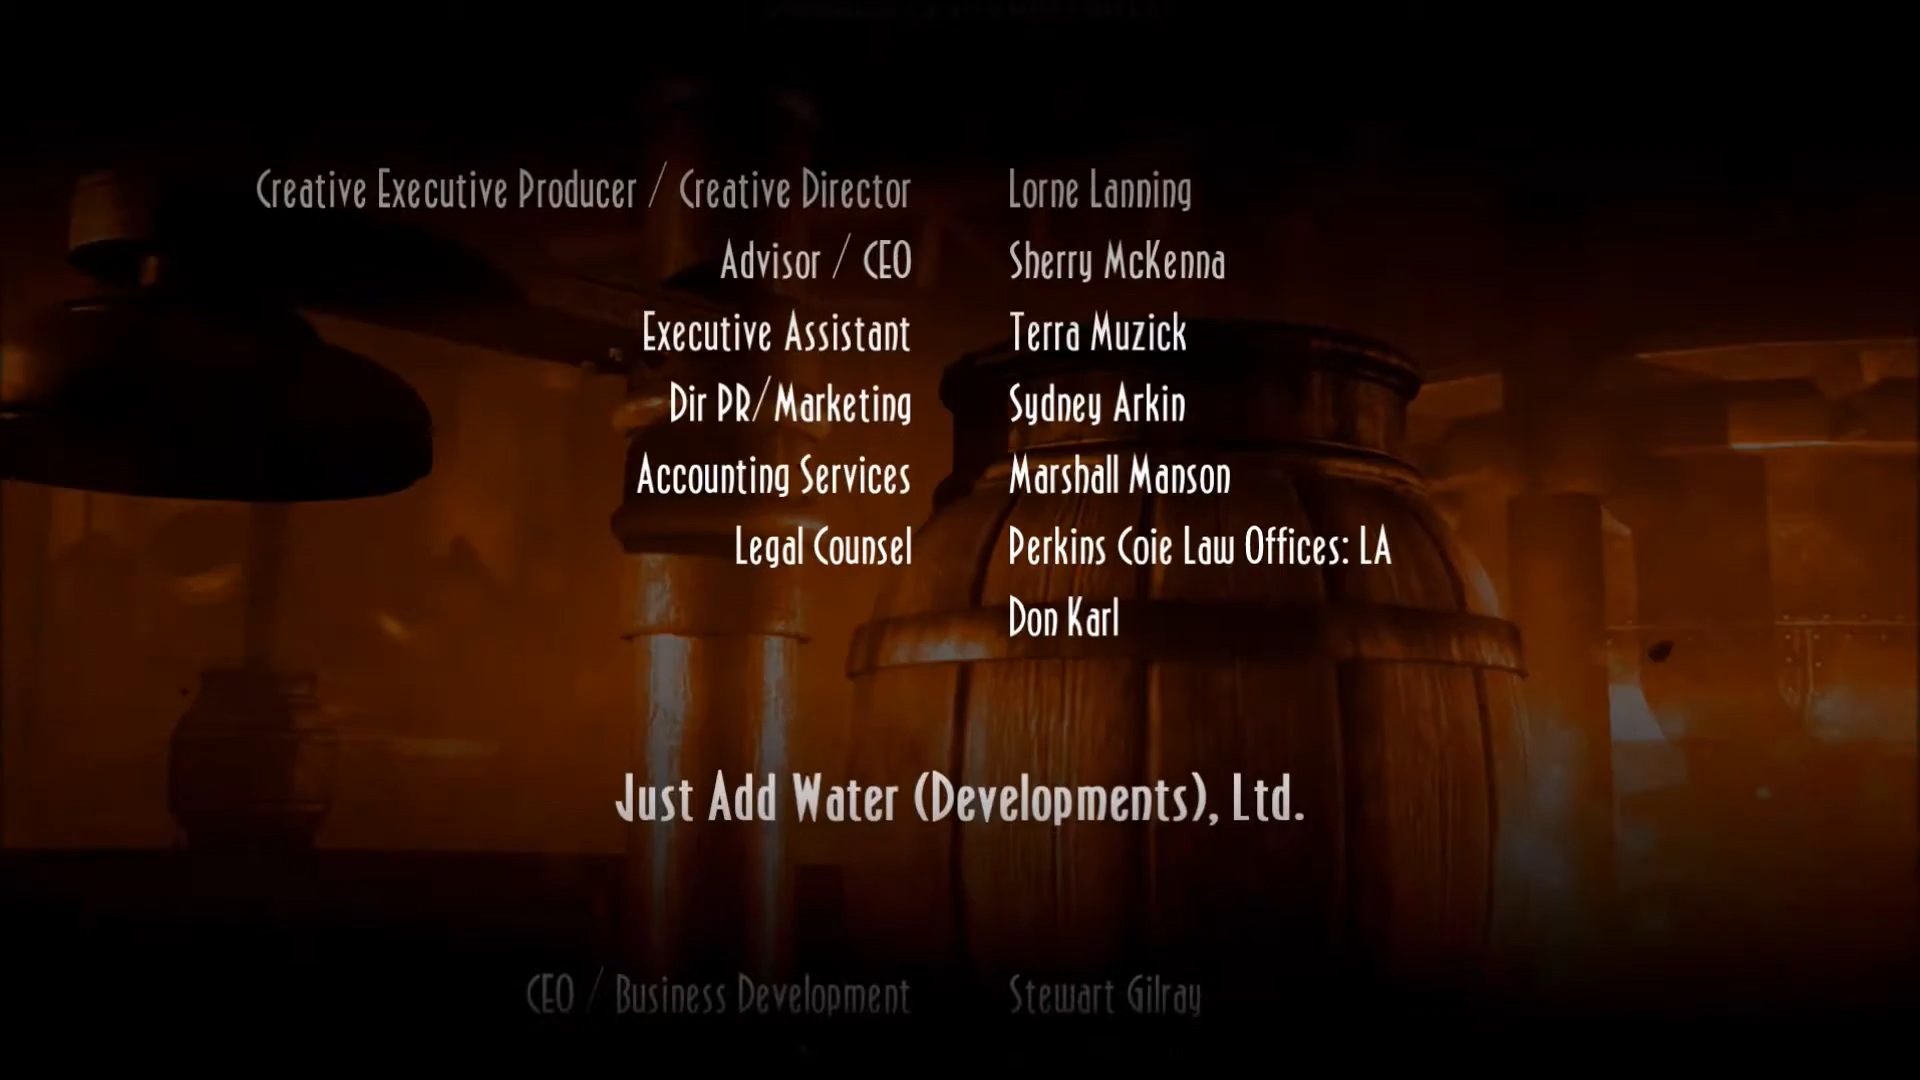 Creative Executive Producer / Creative Director Lorne Lanning
Advisor / CEO Sherry McKenna
Executive Assistant Terra Muzick
Dir PR/Marketing Sydney Arkin
Accounting Services Marshall Manson
Legal Counsel Perkins Coie Law Offices: LA
Don Karl
Just Add Water (Developments), Ltd.
CEO / Business Development Stewart Gilray